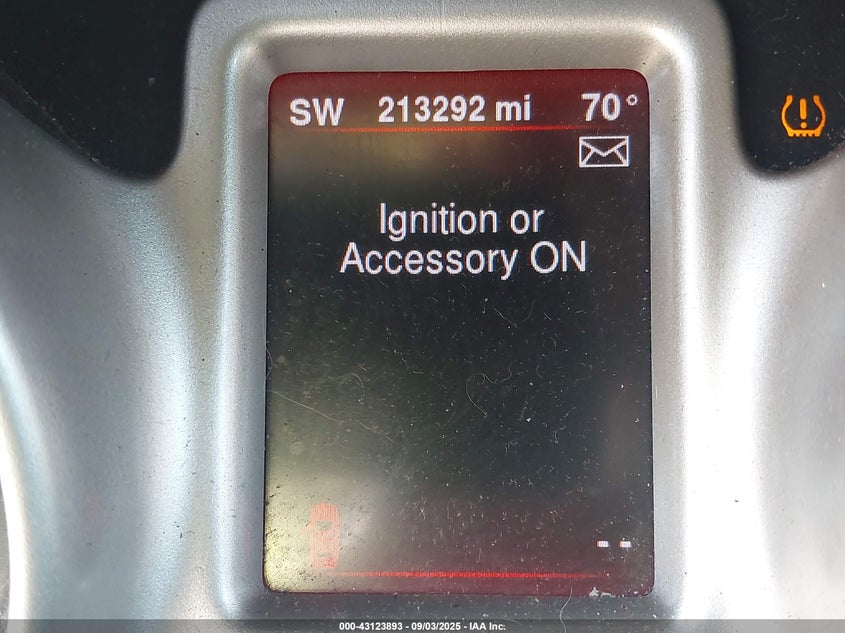 SW 213292 mi 70°
Ignition or
Accessory ON
--
000-43123893 - 09/03/2025 - IAA Inc.